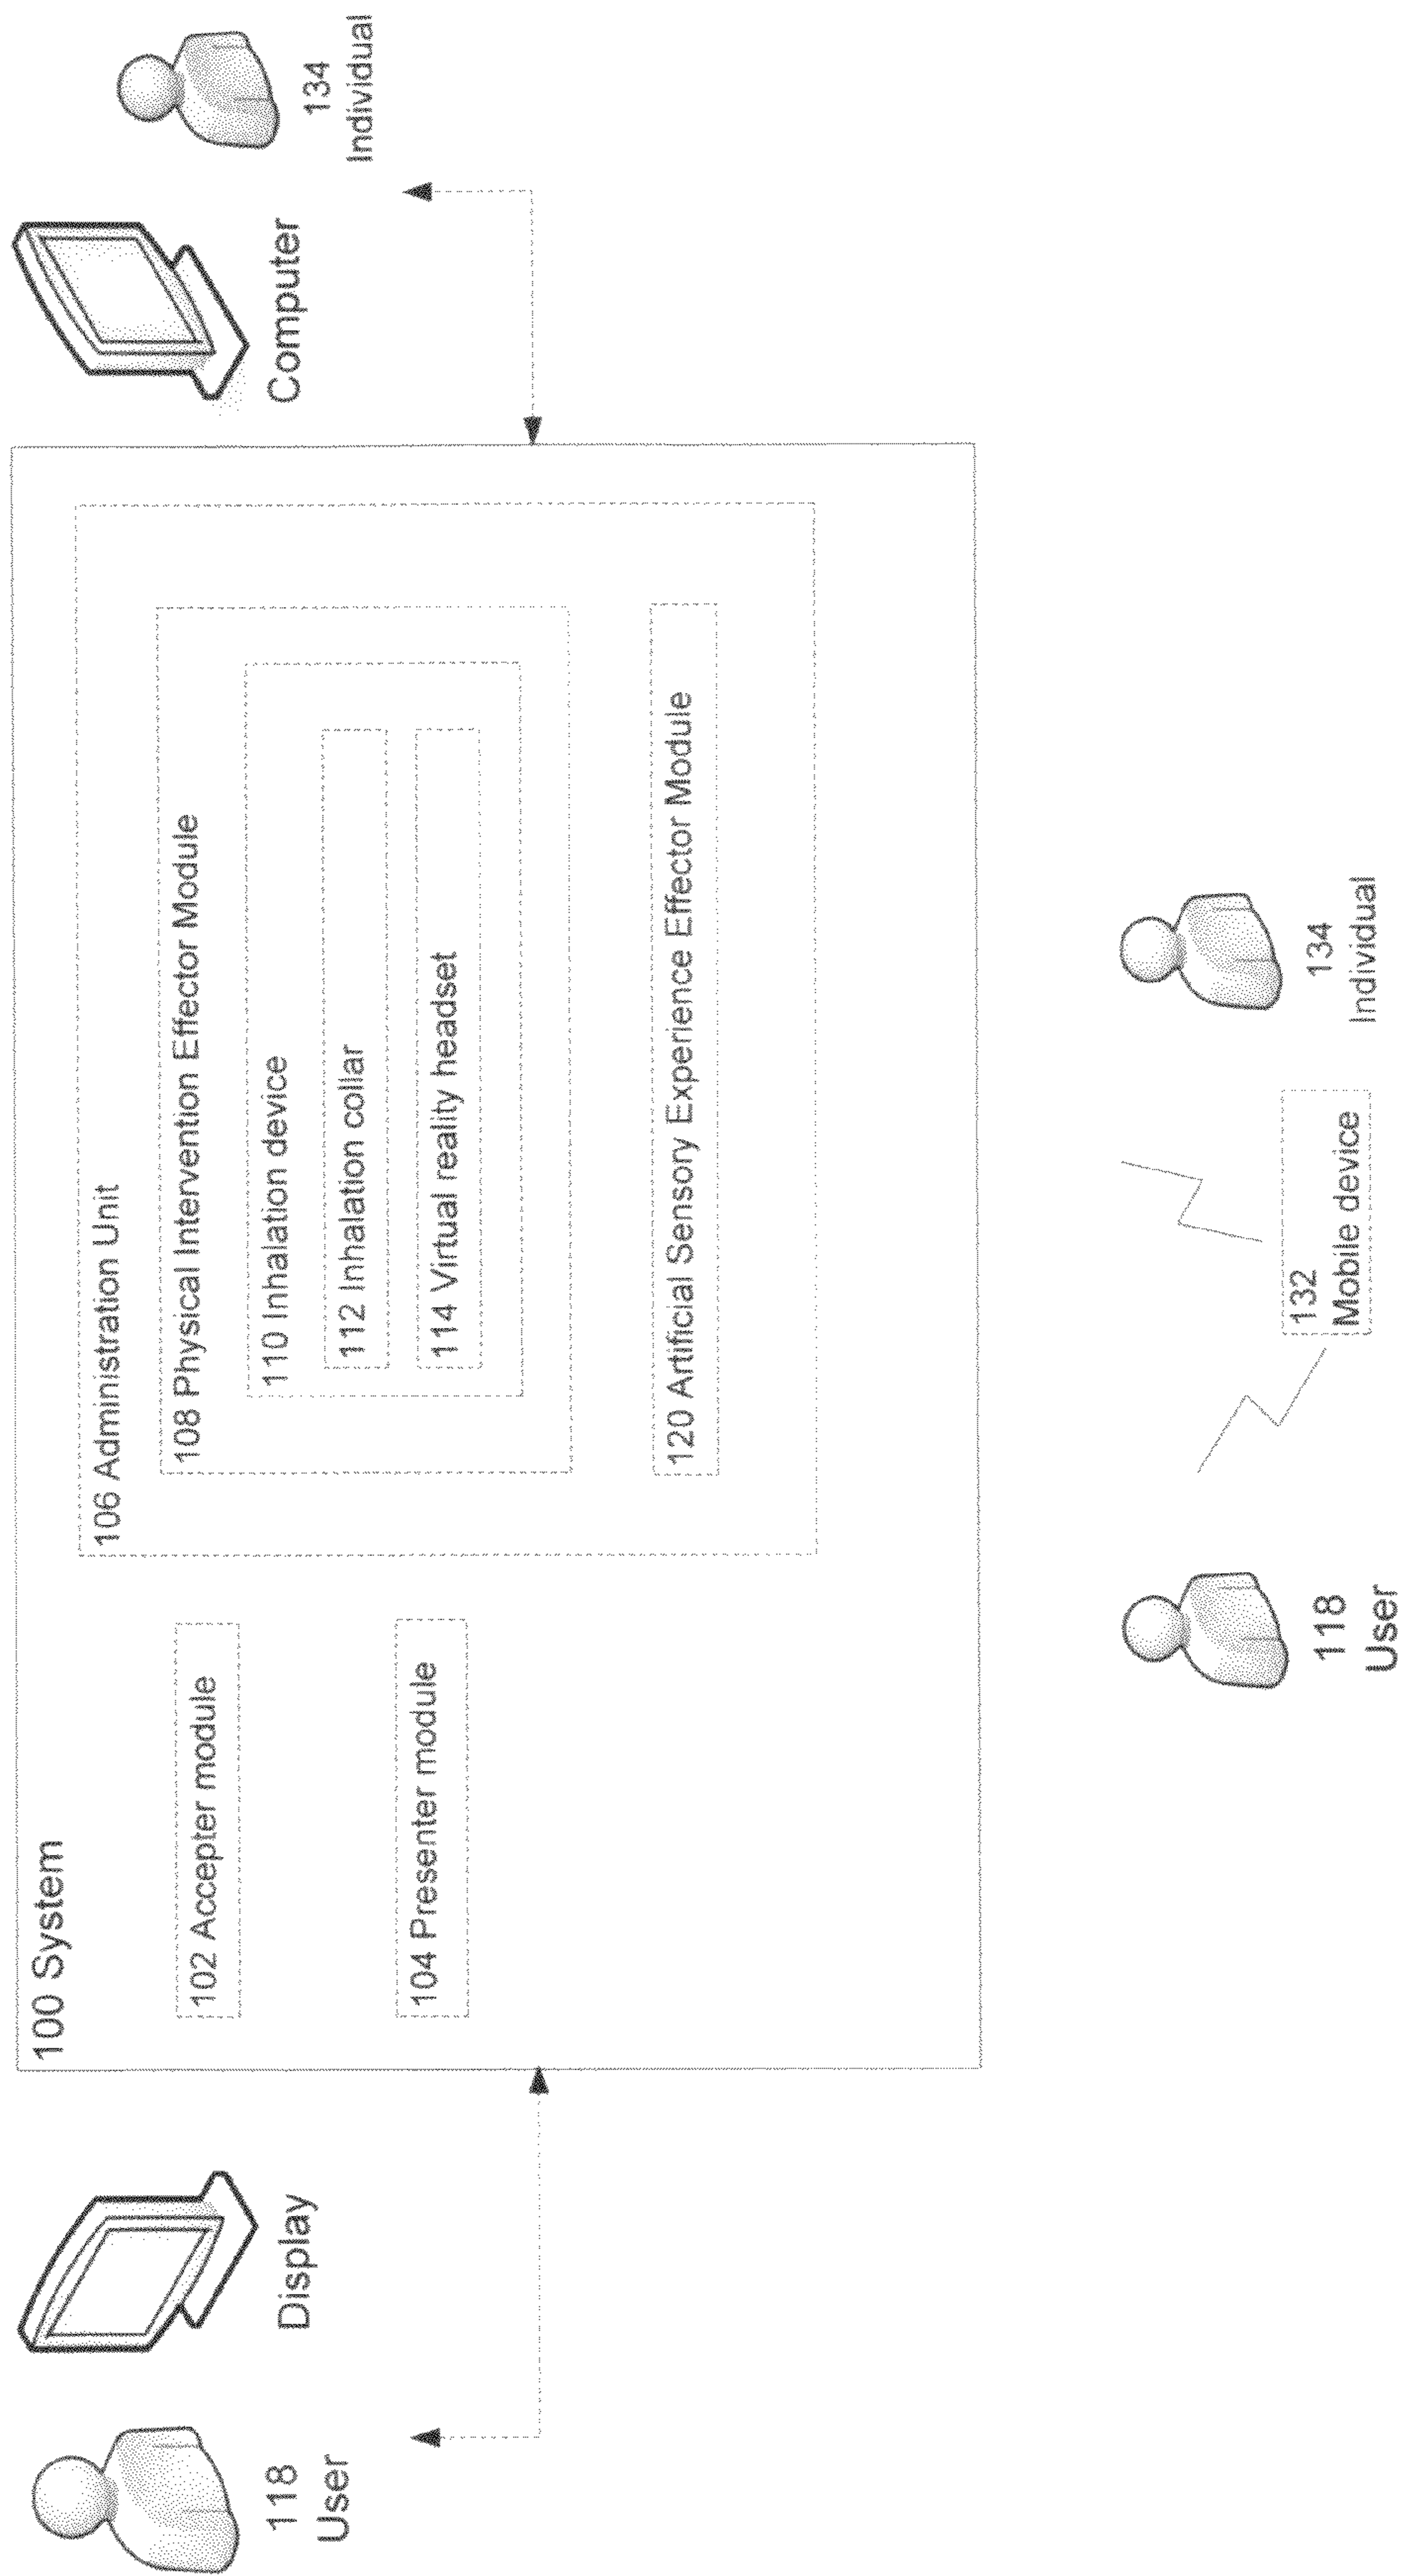 100 System
102 Accepter module
104 Presenter module
106 Administration Unit
108 Physical Intervention Effector Module
110 Inhalation device
112 Inhalation collar
114 Virtual reality headset
120 Artificial Sensory Experience Effector Module
Display
118
User
Computer
134
Individual
118
User
132
Mobile device
134
Individual